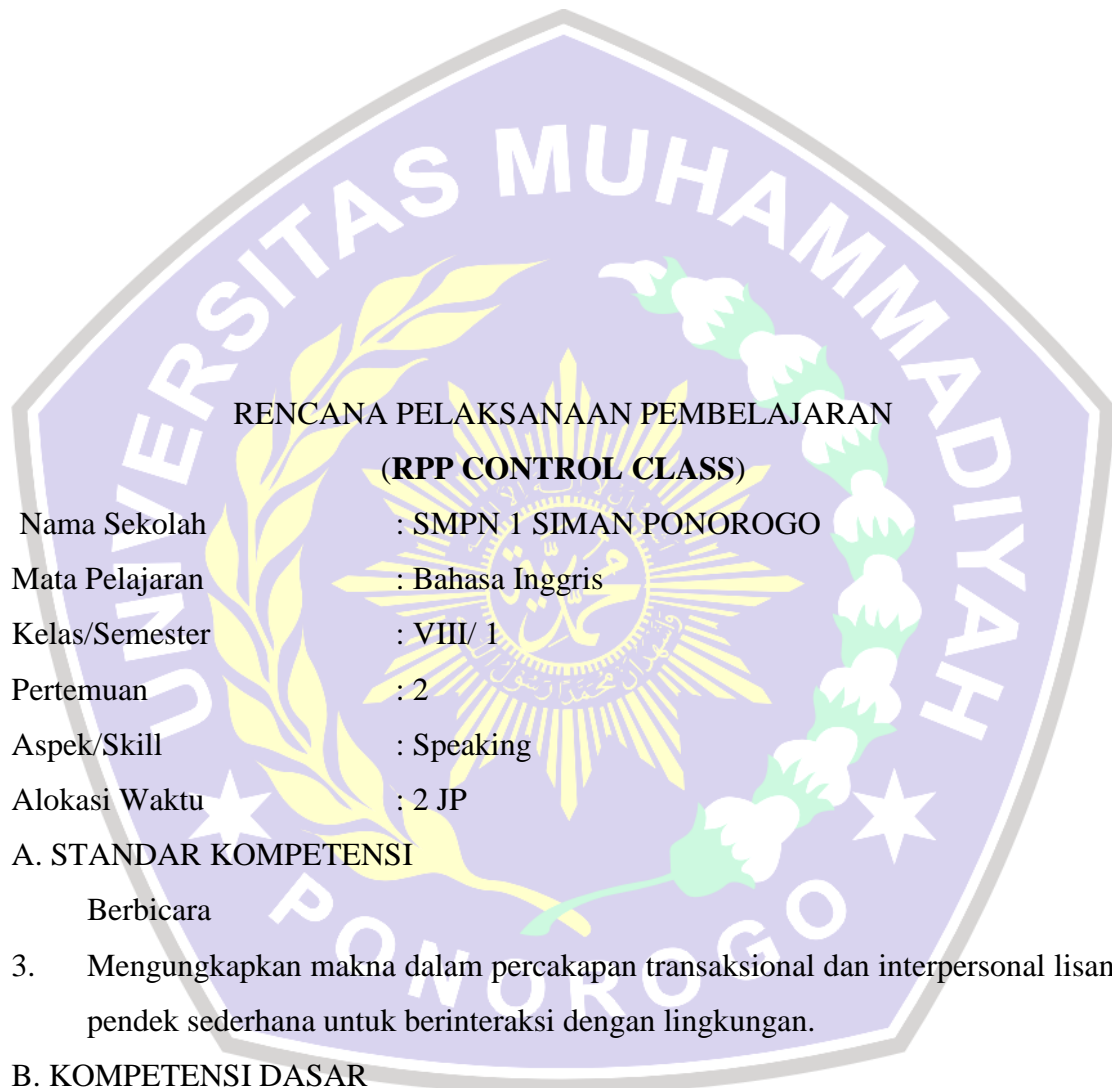 UNIVERSITAS MUHAMMADIYAH
PONOROGO
RENCANA PELAKSANAAN PEMBELAJARAN
(RPP CONTROL CLASS)
Nama Sekolah : SMPN 1 SIMAN PONOROGO
Mata Pelajaran : Bahasa Inggris
Kelas/Semester : VIII/ 1
Pertemuan : 2
Aspek/Skill : Speaking
Alokasi Waktu : 2 JP
A. STANDAR KOMPETENSI
Berbicara
3. Mengungkapkan makna dalam percakapan transaksional dan interpersonal lisan
pendek sederhana untuk berinteraksi dengan lingkungan.
B. KOMPETENSI DASAR